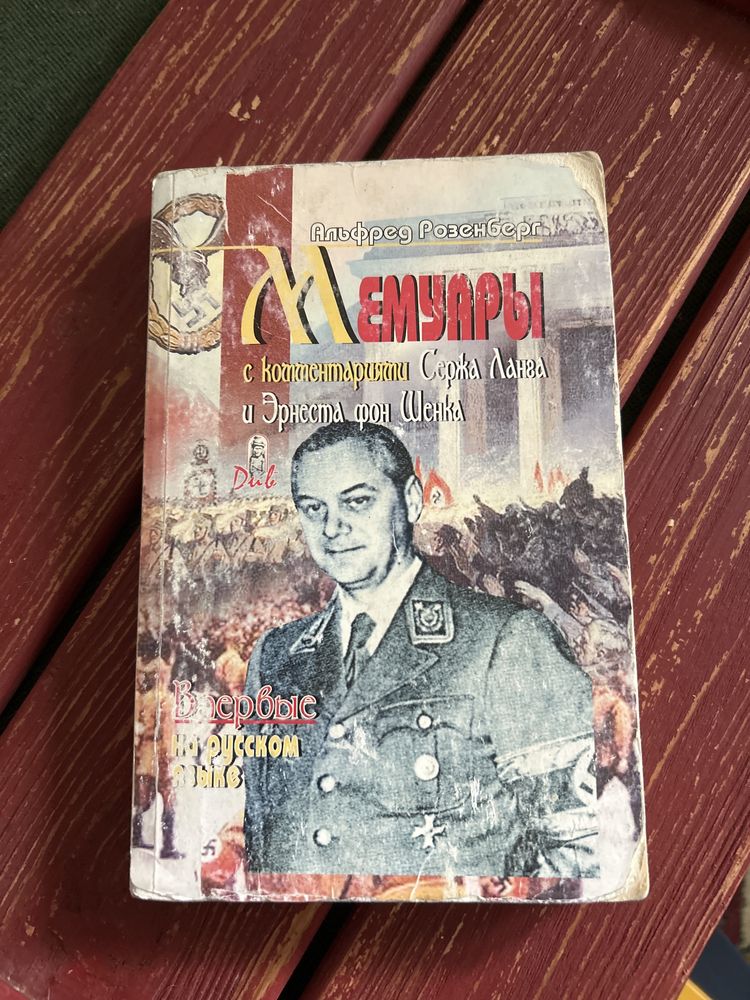 Альфред Розенберг
Мемуары
с комментариями Сержа Ланга
и Эрнеста фон Шенка
Див
Впервые
на русском
языке